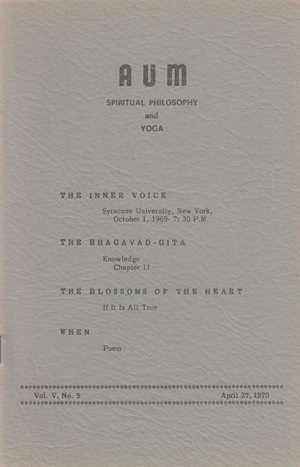 AUM
SPIRITUAL PHILOSOPHY
and
YOGA
THE INNER VOICE
Syracuse University, New York,
October 1, 1969- 7: 30 P.M
THE BHAGAVAD-GITA
Knowledge
Chapter 11
THE BLOSSOMS OF THE HEART
If It Is All True
WHEN
Poem
Vol. V, No. 9 April 27, 1970